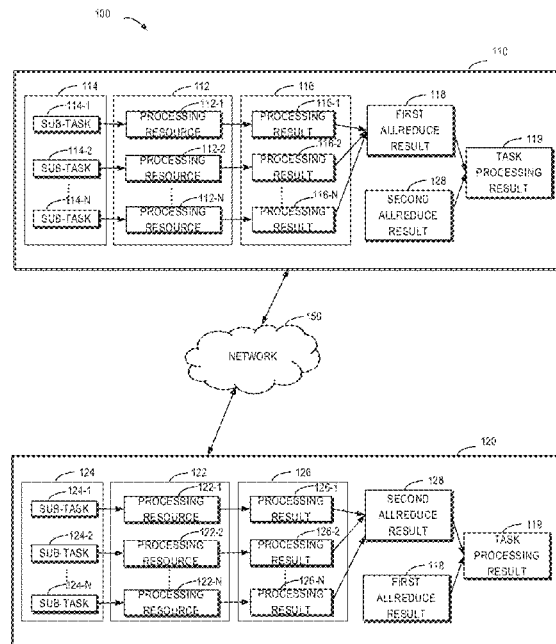 100
110
114
112
116
114-1
SUB-TASK
112-1
PROCESSING
RESOURCE
116-1
PROCESSING
RESULT
118
FIRST
ALLREDUCE
RESULT
114-2
SUB-TASK
112-2
PROCESSING
RESOURCE
116-2
PROCESSING
RESULT
119
TASK
PROCESSING
RESULT
128
SECOND
ALLREDUCE
RESULT
114-N
SUB-TASK
112-N
PROCESSING
RESOURCE
116-N
PROCESSING
RESULT
150
NETWORK
120
124
122
126
124-1
SUB-TASK
122-1
PROCESSING
RESOURCE
126-1
PROCESSING
RESULT
128
SECOND
ALLREDUCE
RESULT
124-2
SUB-TASK
122-2
PROCESSING
RESOURCE
126-2
PROCESSING
RESULT
119
TASK
PROCESSING
RESULT
118
FIRST
ALLREDUCE
RESULT
124-N
SUB-TASK
122-N
PROCESSING
RESOURCE
126-N
PROCESSING
RESULT